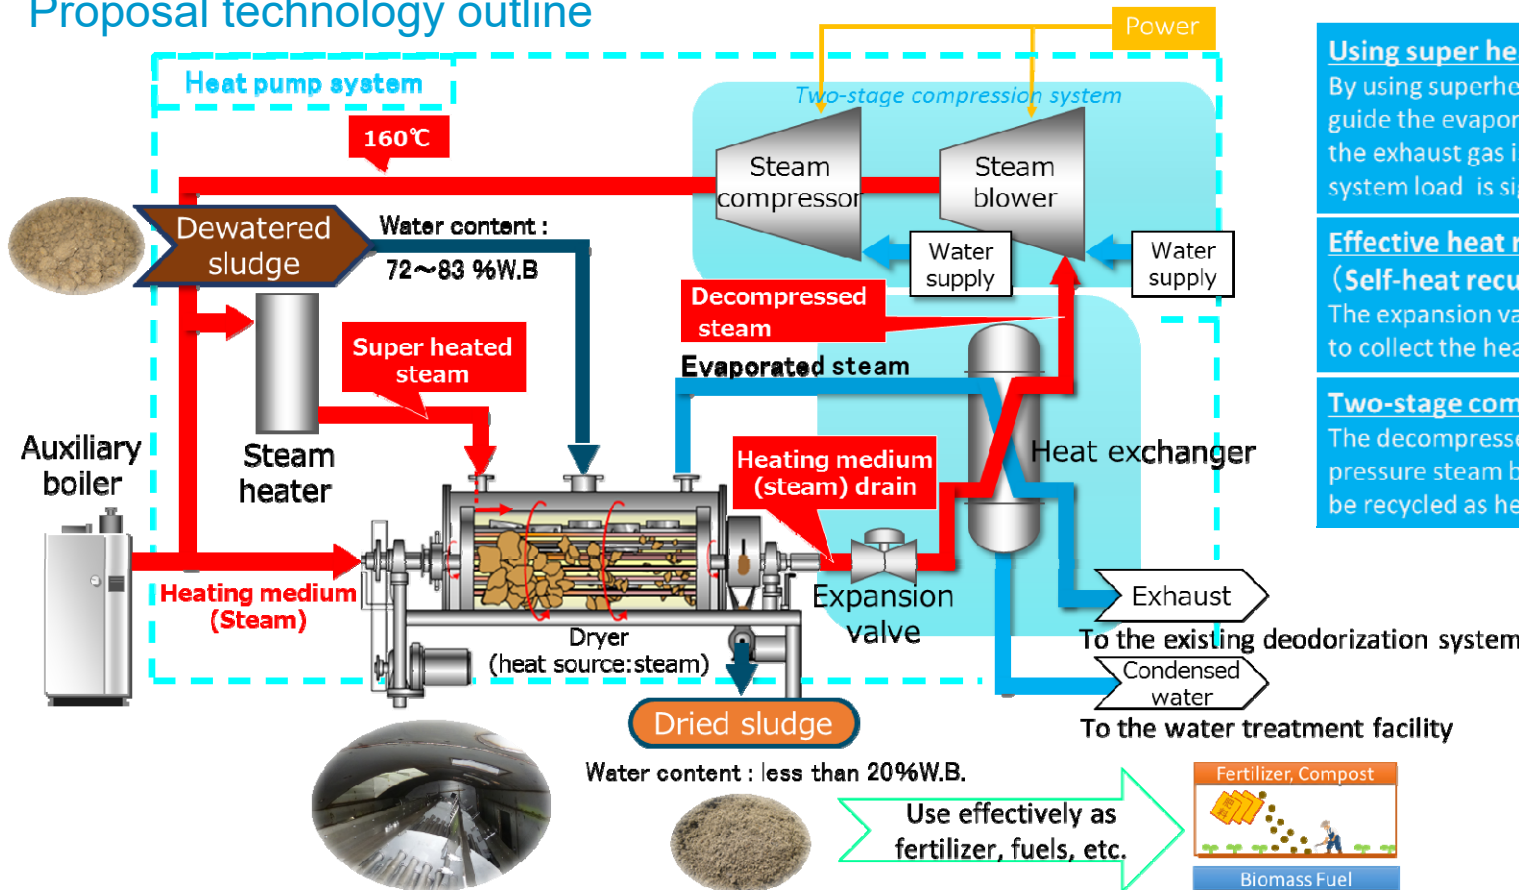 Proposal technology outline
Power
Heat pump system
Two-stage compression system
160℃
Steam
compressor
Steam
blower
Dewatered
sludge
Water content :
72～83 %W.B
Water
supply
Water
supply
Decompressed
steam
Super heated
steam
Evaporated steam
Auxiliary
boiler
Steam
heater
Heating medium
(steam) drain
Heat exchanger
Heating medium
(Steam)
Expansion
valve
Dryer
(heat source:steam)
Exhaust
To the existing deodorization system
Condensed
water
To the water treatment facility
Dried sludge
Water content : less than 20%W.B.
Use effectively as
fertilizer, fuels, etc.
Fertilizer, Compost
Biomass Fuel
Using super he
By using superhe
guide the evapor
the exhaust gas i
system load is sig
Effective heat r
（Self-heat recu
The expansion va
to collect the hea
Two-stage com
The decompresse
pressure steam b
be recycled as he